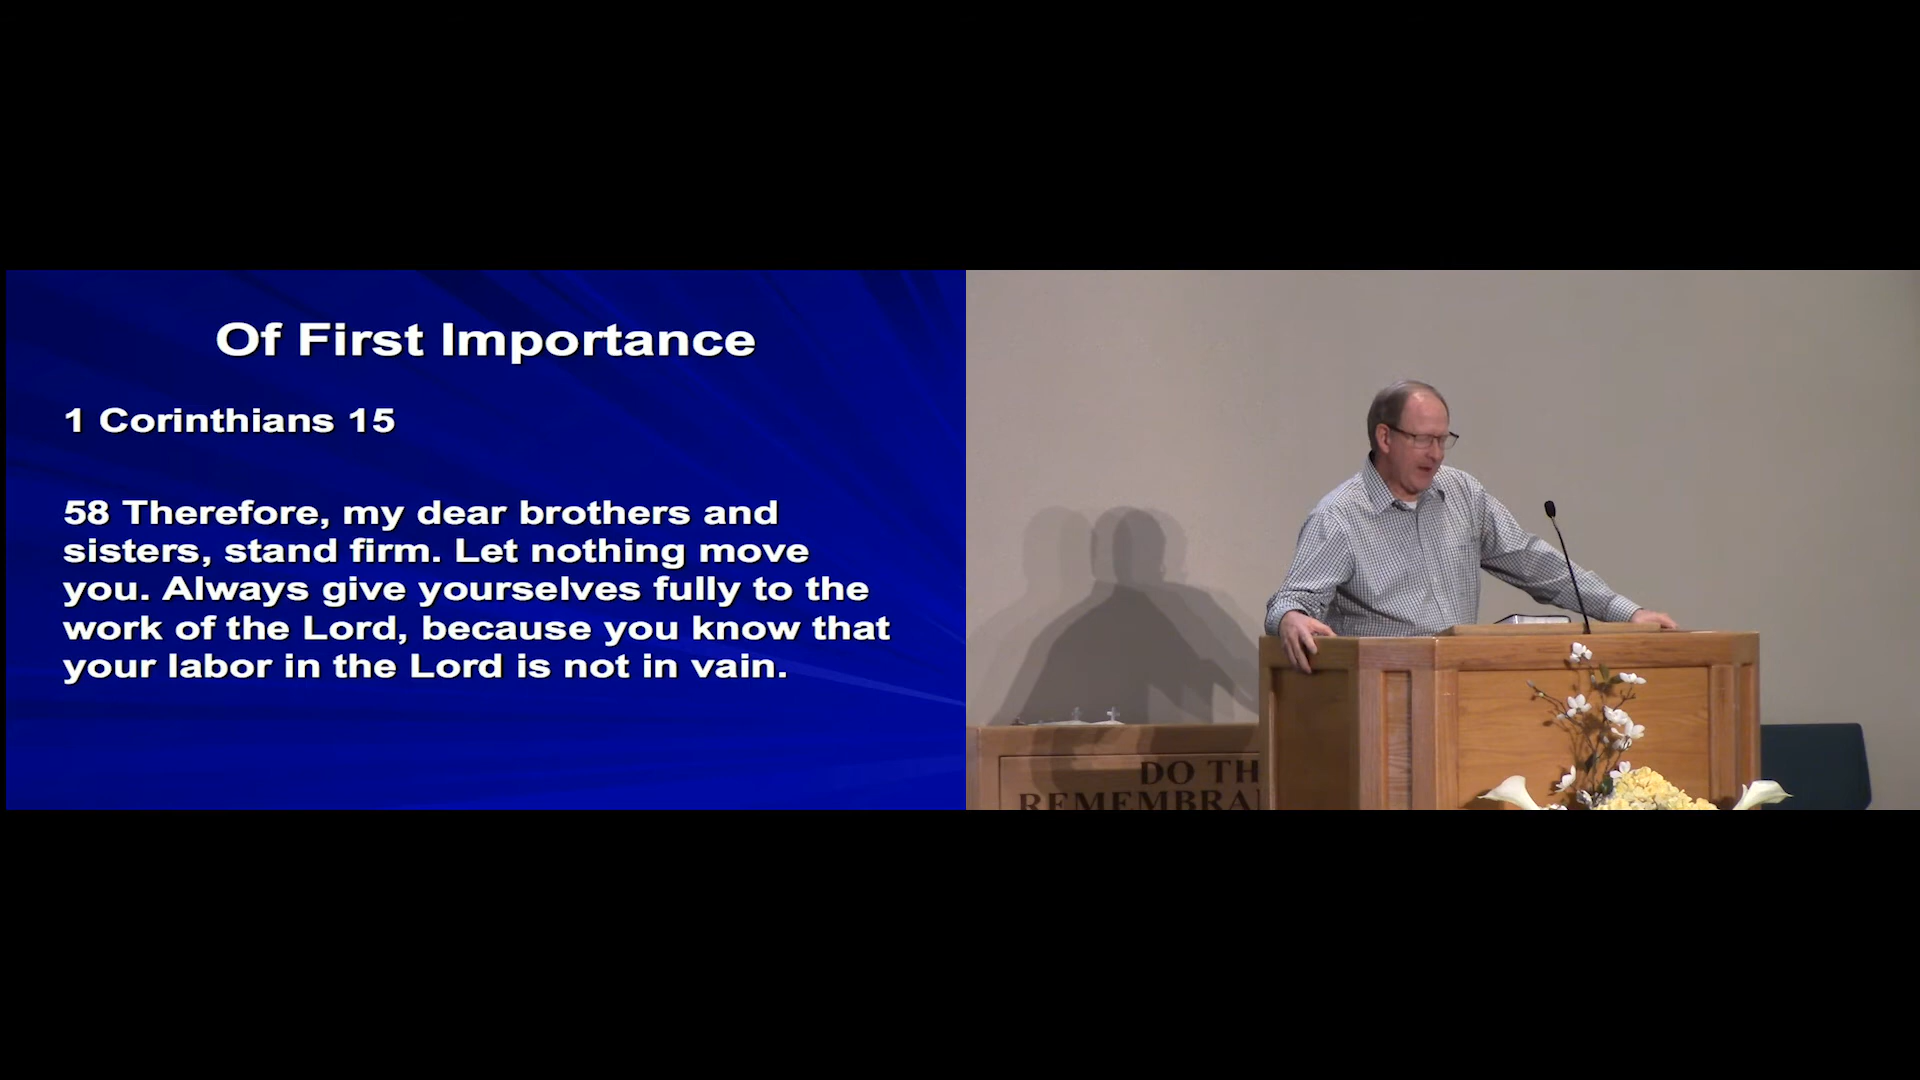 Of First Importance
1 Corinthians 15
58 Therefore, my dear brothers and
sisters, stand firm. Let nothing move
you. Always give yourselves fully to the
work of the Lord, because you know that
your labor in the Lord is not in vain.
DO TH
REMEMBRA